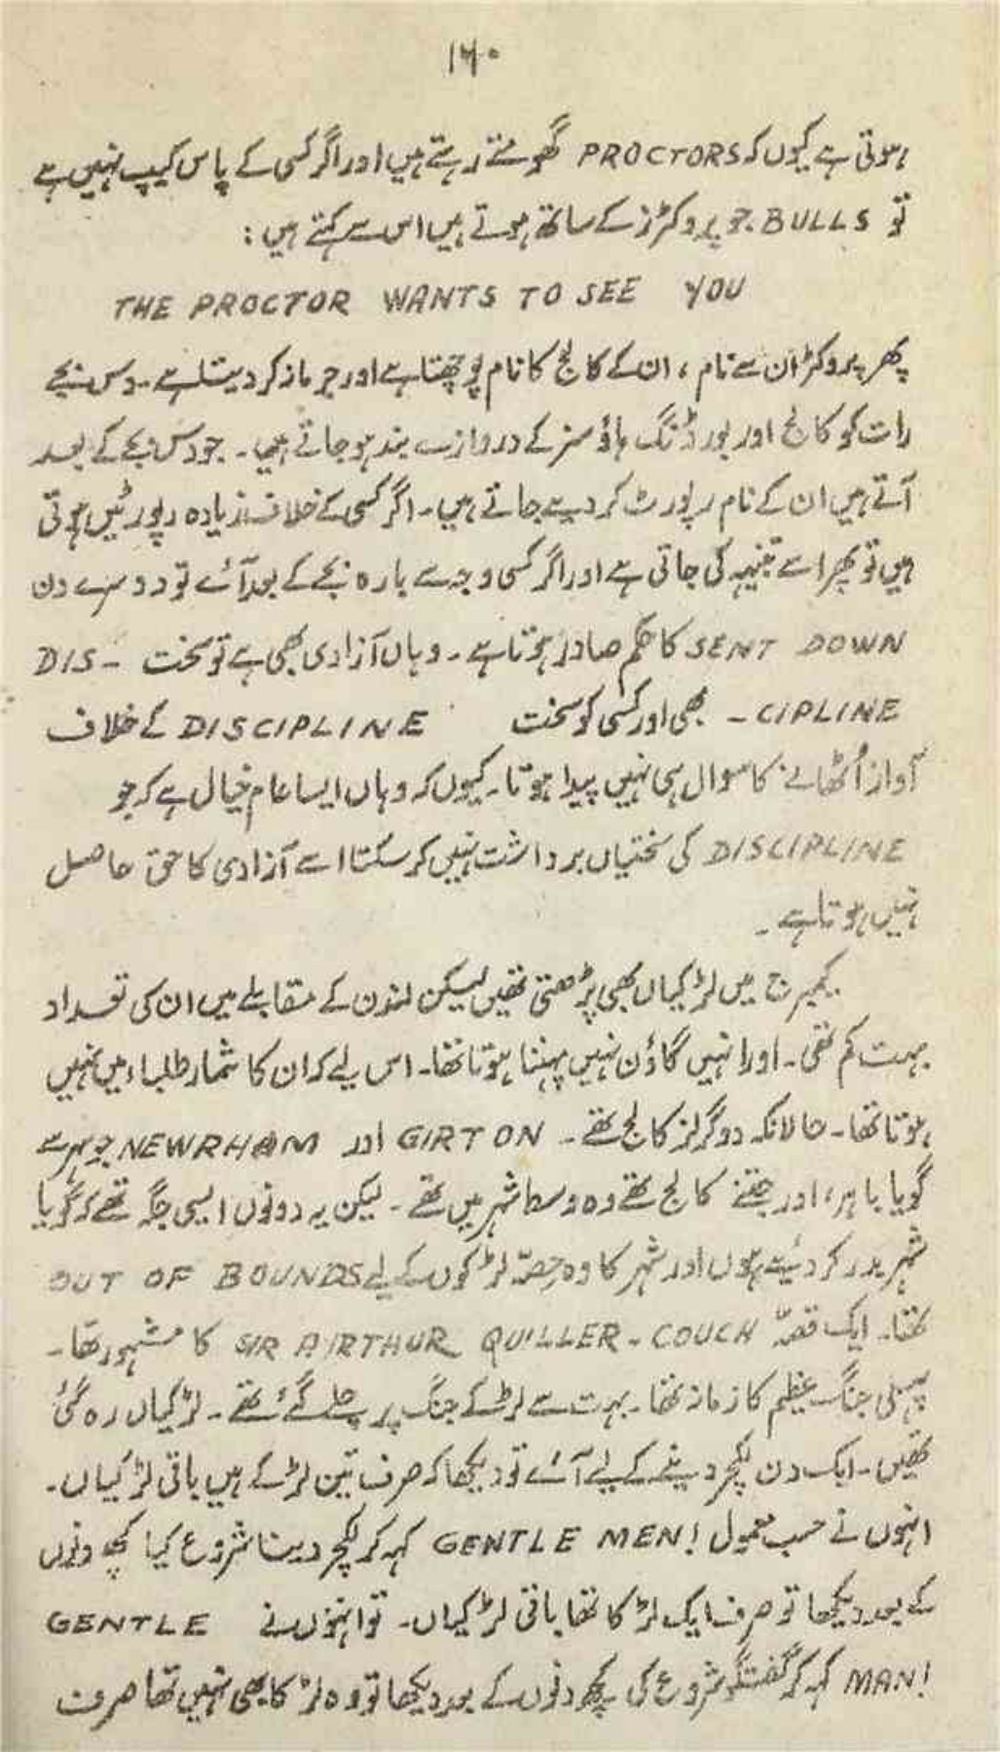 ۱۶۰
ہوتی ہے کیوں کہ PROCTORS گھومتے رہتے ہیں اور اگر کسی کے پاس کیپ نہیں ہے
تو BULLS جو پروکٹرز کے ساتھ ہوتے ہیں اس سے کہتے ہیں :
THE PROCTOR WANTS TO SEE YOU
پھر پروکٹر ان سے نام ، ان کے کالج کا نام پوچھتا ہے اور جرمانہ کر دیتا ہے ۔ دس بجے
رات کو کالج اور بورڈنگ ہاؤسز کے دروازے بند ہو جاتے ہیں ۔ جو دس بجے کے بعد
آتے ہیں ان کے نام رپورٹ کر دیے جاتے ہیں ۔ اگر کسی کے خلاف زیادہ رپورٹیں ہوتی
ہیں تو پھر اسے تنبیہہ کی جاتی ہے اور اگر کسی وجہ سے بارہ بجے کے بعد آئے تو دوسرے دن
SENT DOWN کا حکم صادر ہوتا ہے ۔ وہاں آزادی بھی ہے تو سخت DIS-
CIPLINE - بھی اور کسی کو سخت DISCIPLINE کے خلاف
آواز اُٹھانے کا سوال ہی نہیں پیدا ہوتا ۔ کیوں کہ وہاں ایسا عام خیال ہے کہ جو
DISCIPLINE کی سختیاں برداشت نہیں کر سکتا اسے آزادی کا حق حاصل
نہیں ہوتا ہے ۔
کیمبرج میں لڑکیاں بھی پڑھتی تھیں لیکن لندن کے مقابلے میں ان کی تعداد
بہت کم تھی ۔ اور انہیں گاؤن نہیں پہننا ہوتا تھا ۔ اس لیے کہ ان کا شمار طلباء میں نہیں
ہوتا تھا ۔ حالانکہ دو گرلز کالج تھے ۔ GIRTON اور NEWRHAM جو شہر سے
گویا باہر ، اور جتنے کالج تھے وہ وسط شہر میں تھے ۔ لیکن یہ دونوں ایسی جگہ تھے کہ گویا
شہر بدر کر دئیے ہوں اور شہر کا وہ حصّہ لڑکوں کے لیے OUT OF BOUNDS
تھا ۔ ایک قصّہ SIR AIRTHUR QUILLER-COUCH کا مشہور تھا ۔
پہلی جنگ عظیم کا زمانہ تھا ۔ بہت سے لڑکے جنگ پر چلے گئے تھے ۔ لڑکیاں رہ گئی
تھیں ۔ ایک دن لیکچر دینے کے لیے آئے تو دیکھا کہ صرف تین لڑکے ہیں باقی لڑکیاں ۔
انہوں نے حسب معمول GENTLE MEN! کہہ کر لیکچر دینا شروع کیا کچھ دنوں
کے بعد دیکھا تو صرف ایک لڑکا تھا باقی لڑکیاں ۔ تو انہوں نے GENTLE
MAN! کہہ کر گفتگو شروع کی کچھ دنوں کے بعد دیکھا تو وہ لڑکا بھی نہیں تھا صرف